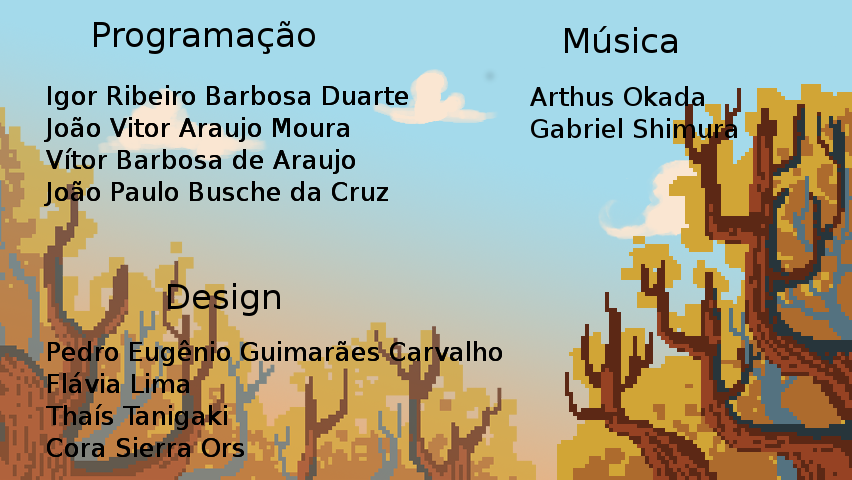 Programação
Igor Ribeiro Barbosa Duarte
João Vitor Araujo Moura
Vítor Barbosa de Araujo
João Paulo Busche da Cruz
Música
Arthus Okada
Gabriel Shimura
Design
Pedro Eugênio Guimarães Carvalho
Flávia Lima
Thaís Tanigaki
Cora Sierra Ors